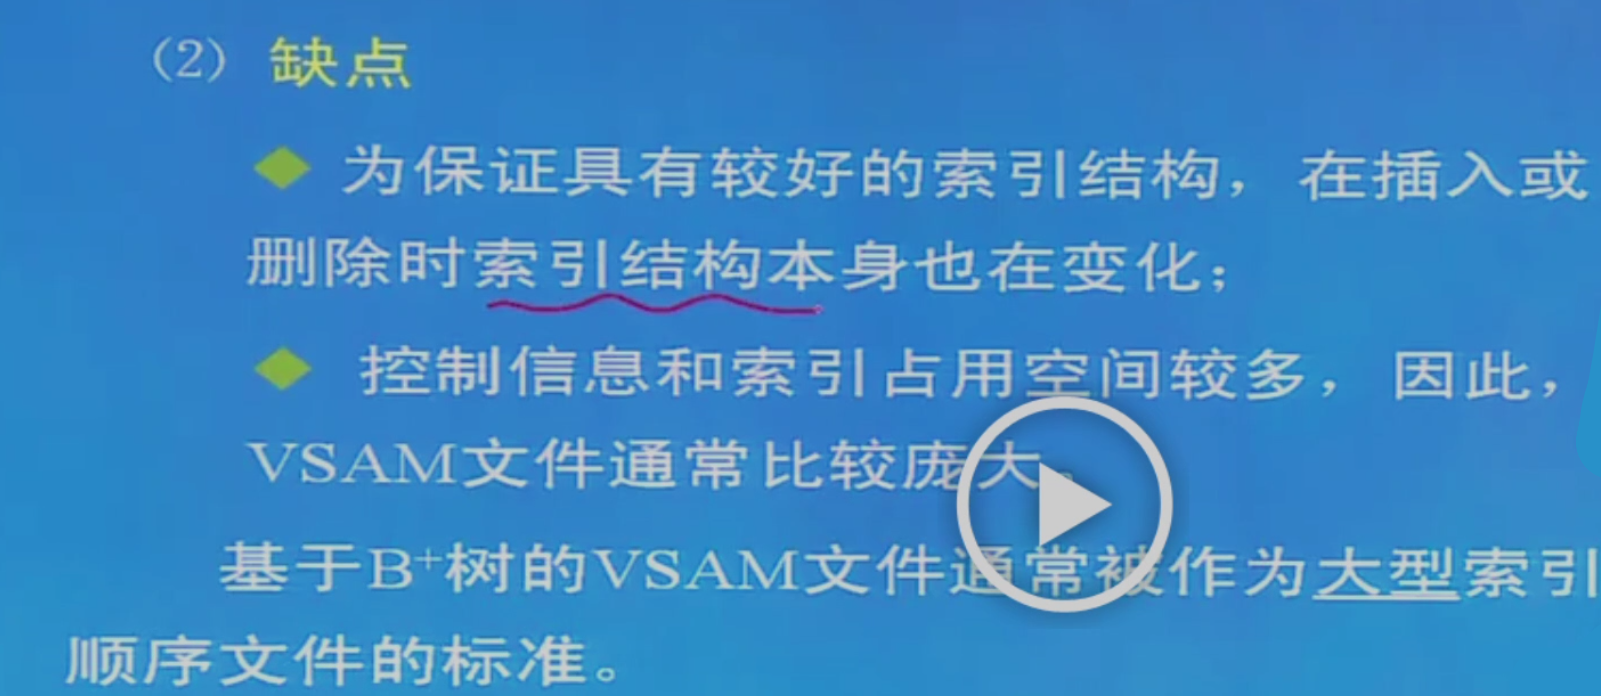 （2）缺点
◆ 为保证具有较好的索引结构，在插入或
删除时索引结构本身也在变化；
◆ 控制信息和索引占用空间较多，因此，
VSAM文件通常比较庞大。
基于B⁺树的VSAM文件通常被作为大型索引
顺序文件的标准。